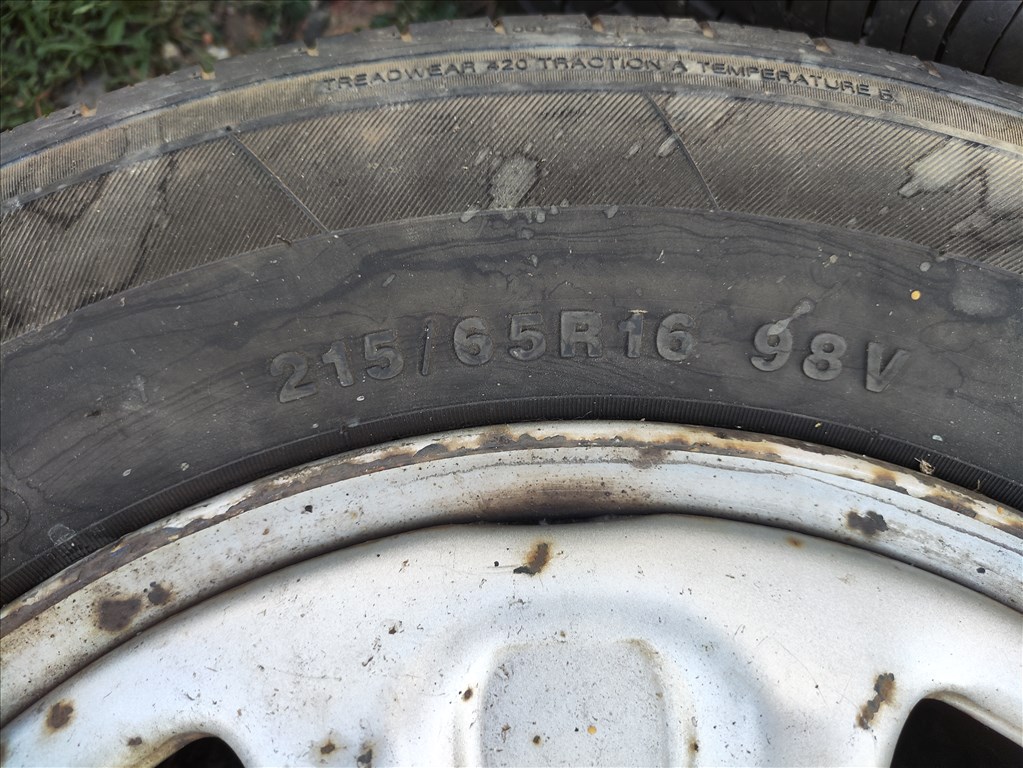 TREADWEAR 420 TRACTION A TEMPERATURE
215/65R16 98V